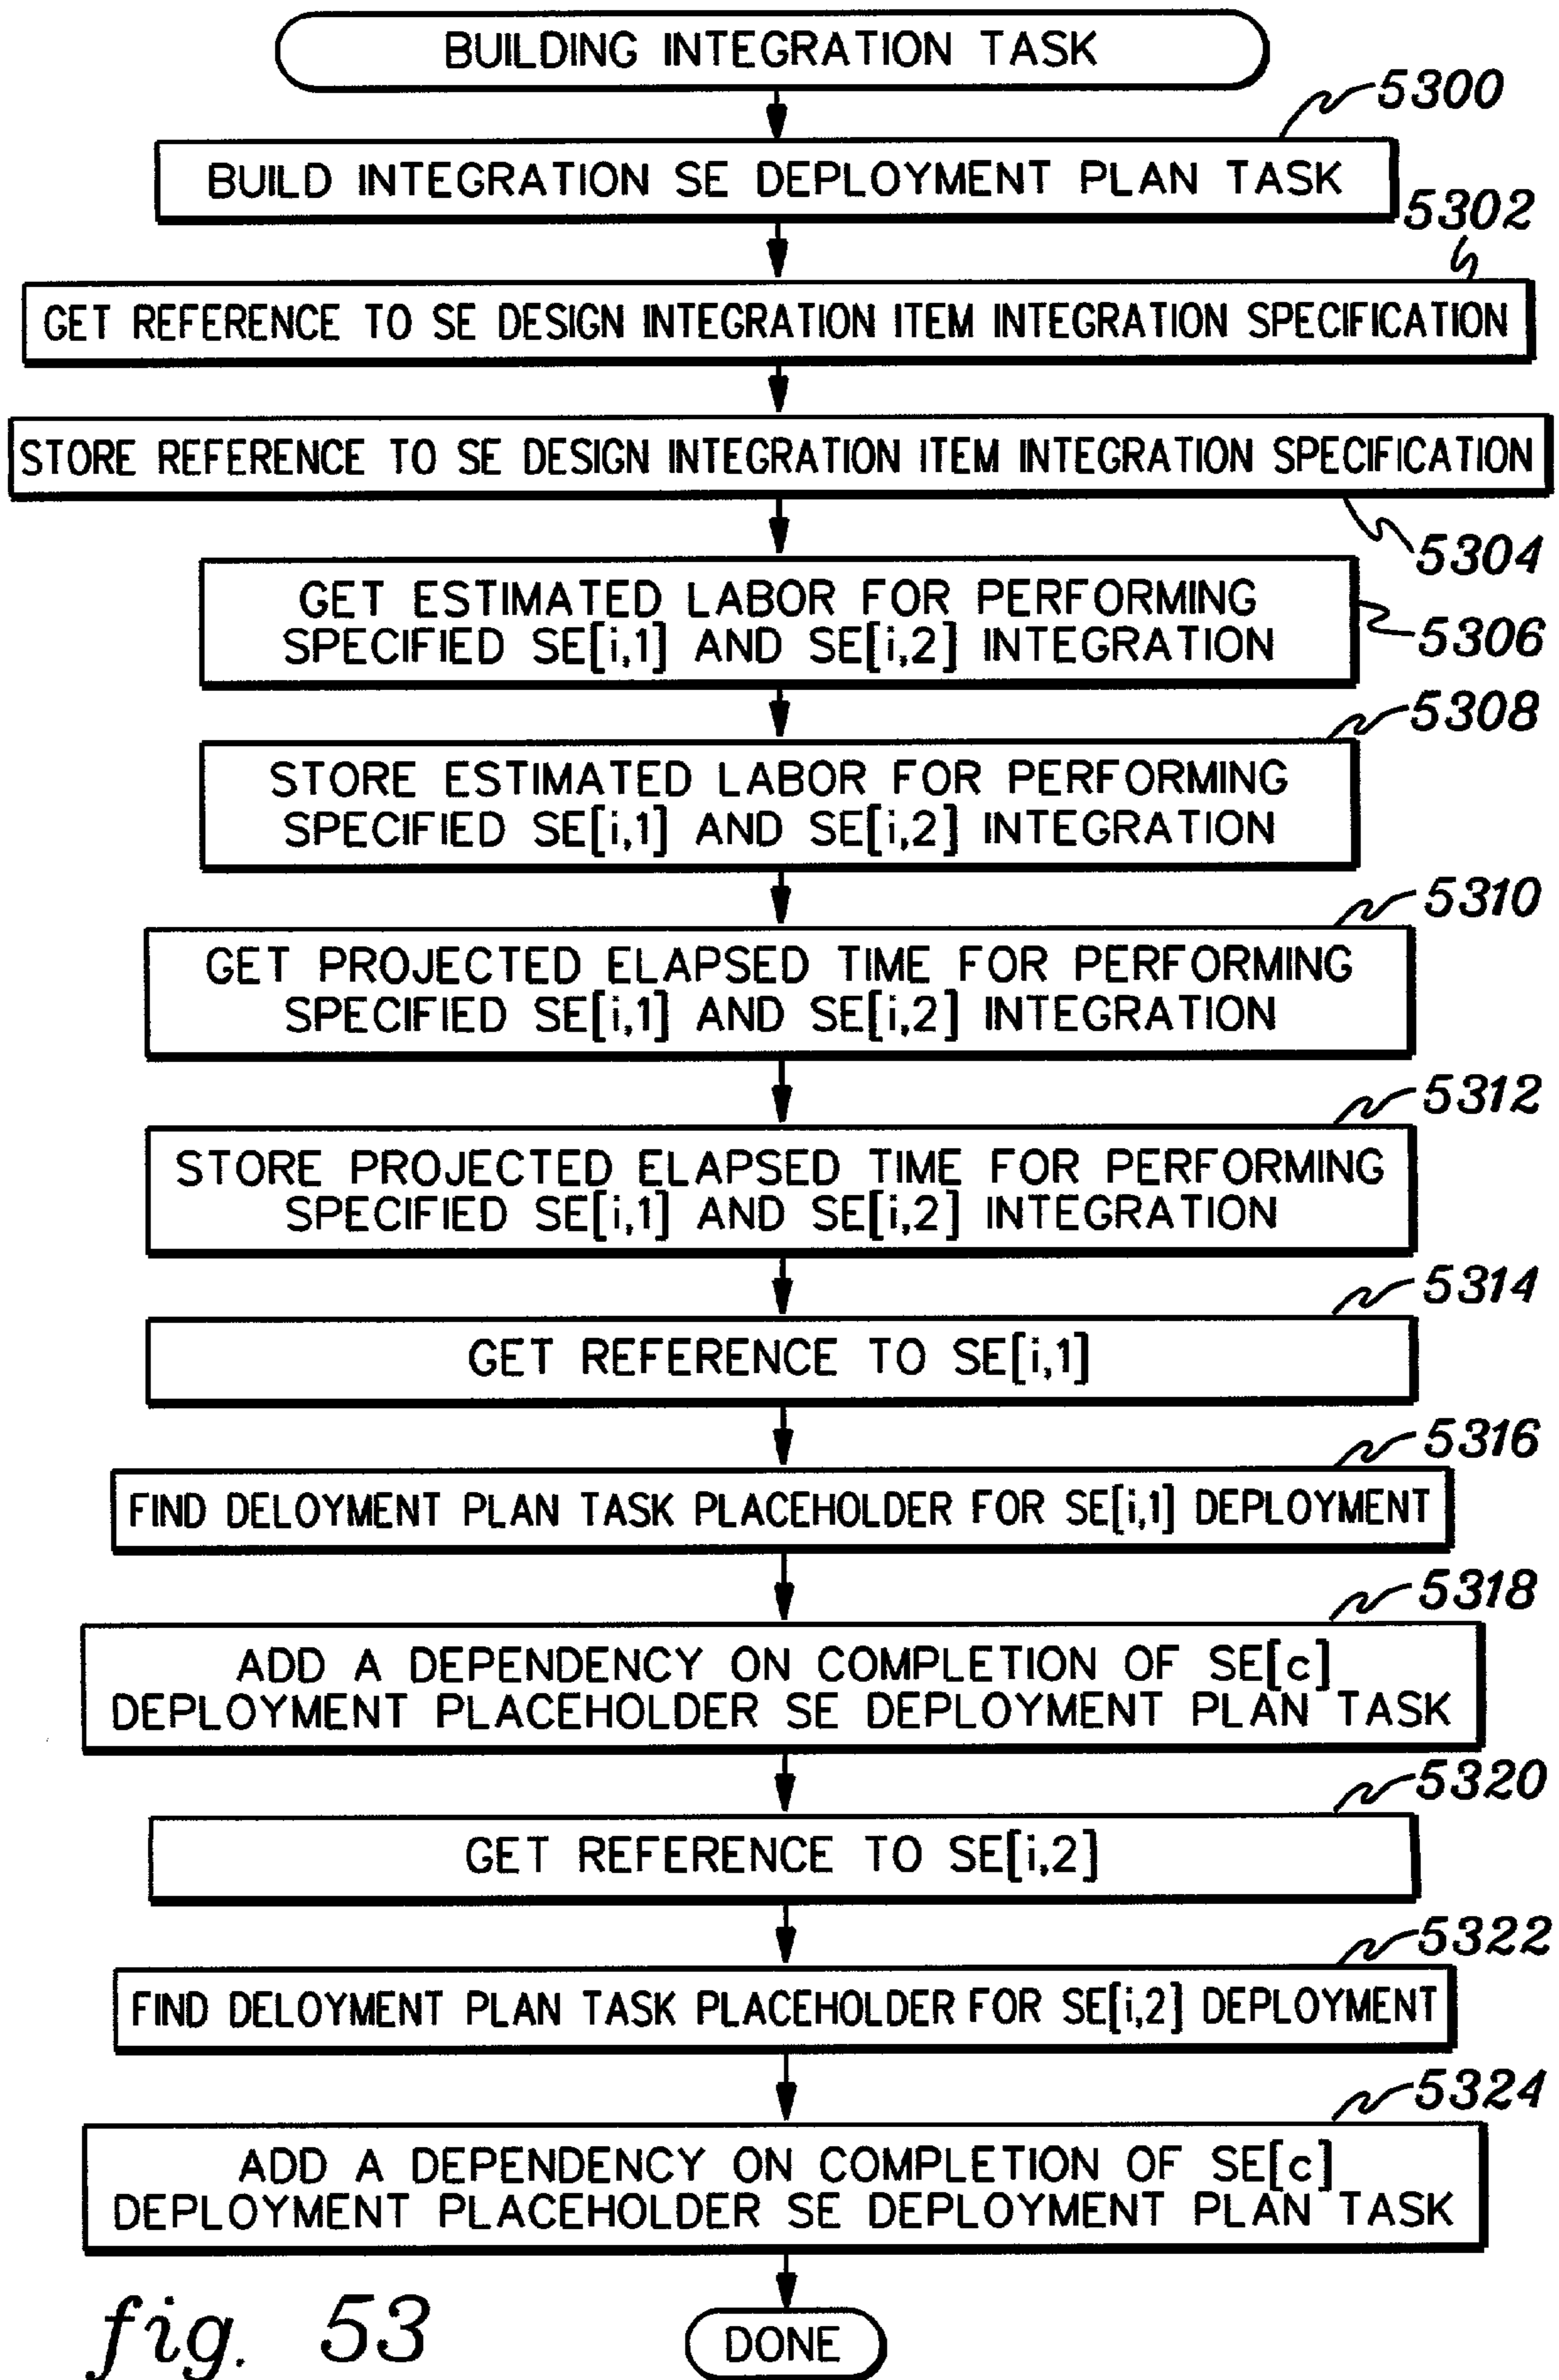 BUILDING INTEGRATION TASK
5300
BUILD INTEGRATION SE DEPLOYMENT PLAN TASK
5302
GET REFERENCE TO SE DESIGN INTEGRATION ITEM INTEGRATION SPECIFICATION
STORE REFERENCE TO SE DESIGN INTEGRATION ITEM INTEGRATION SPECIFICATION
5304
GET ESTIMATED LABOR FOR PERFORMING
SPECIFIED SE[i,1] AND SE[i,2] INTEGRATION
5306
5308
STORE ESTIMATED LABOR FOR PERFORMING
SPECIFIED SE[i,1] AND SE[i,2] INTEGRATION
5310
GET PROJECTED ELAPSED TIME FOR PERFORMING
SPECIFIED SE[i,1] AND SE[i,2] INTEGRATION
5312
STORE PROJECTED ELAPSED TIME FOR PERFORMING
SPECIFIED SE[i,1] AND SE[i,2] INTEGRATION
5314
GET REFERENCE TO SE[i,1]
5316
FIND DELOYMENT PLAN TASK PLACEHOLDER FOR SE[i,1] DEPLOYMENT
5318
ADD A DEPENDENCY ON COMPLETION OF SE[c]
DEPLOYMENT PLACEHOLDER SE DEPLOYMENT PLAN TASK
5320
GET REFERENCE TO SE[i,2]
5322
FIND DELOYMENT PLAN TASK PLACEHOLDER FOR SE[i,2] DEPLOYMENT
5324
ADD A DEPENDENCY ON COMPLETION OF SE[c]
DEPLOYMENT PLACEHOLDER SE DEPLOYMENT PLAN TASK
DONE
fig. 53